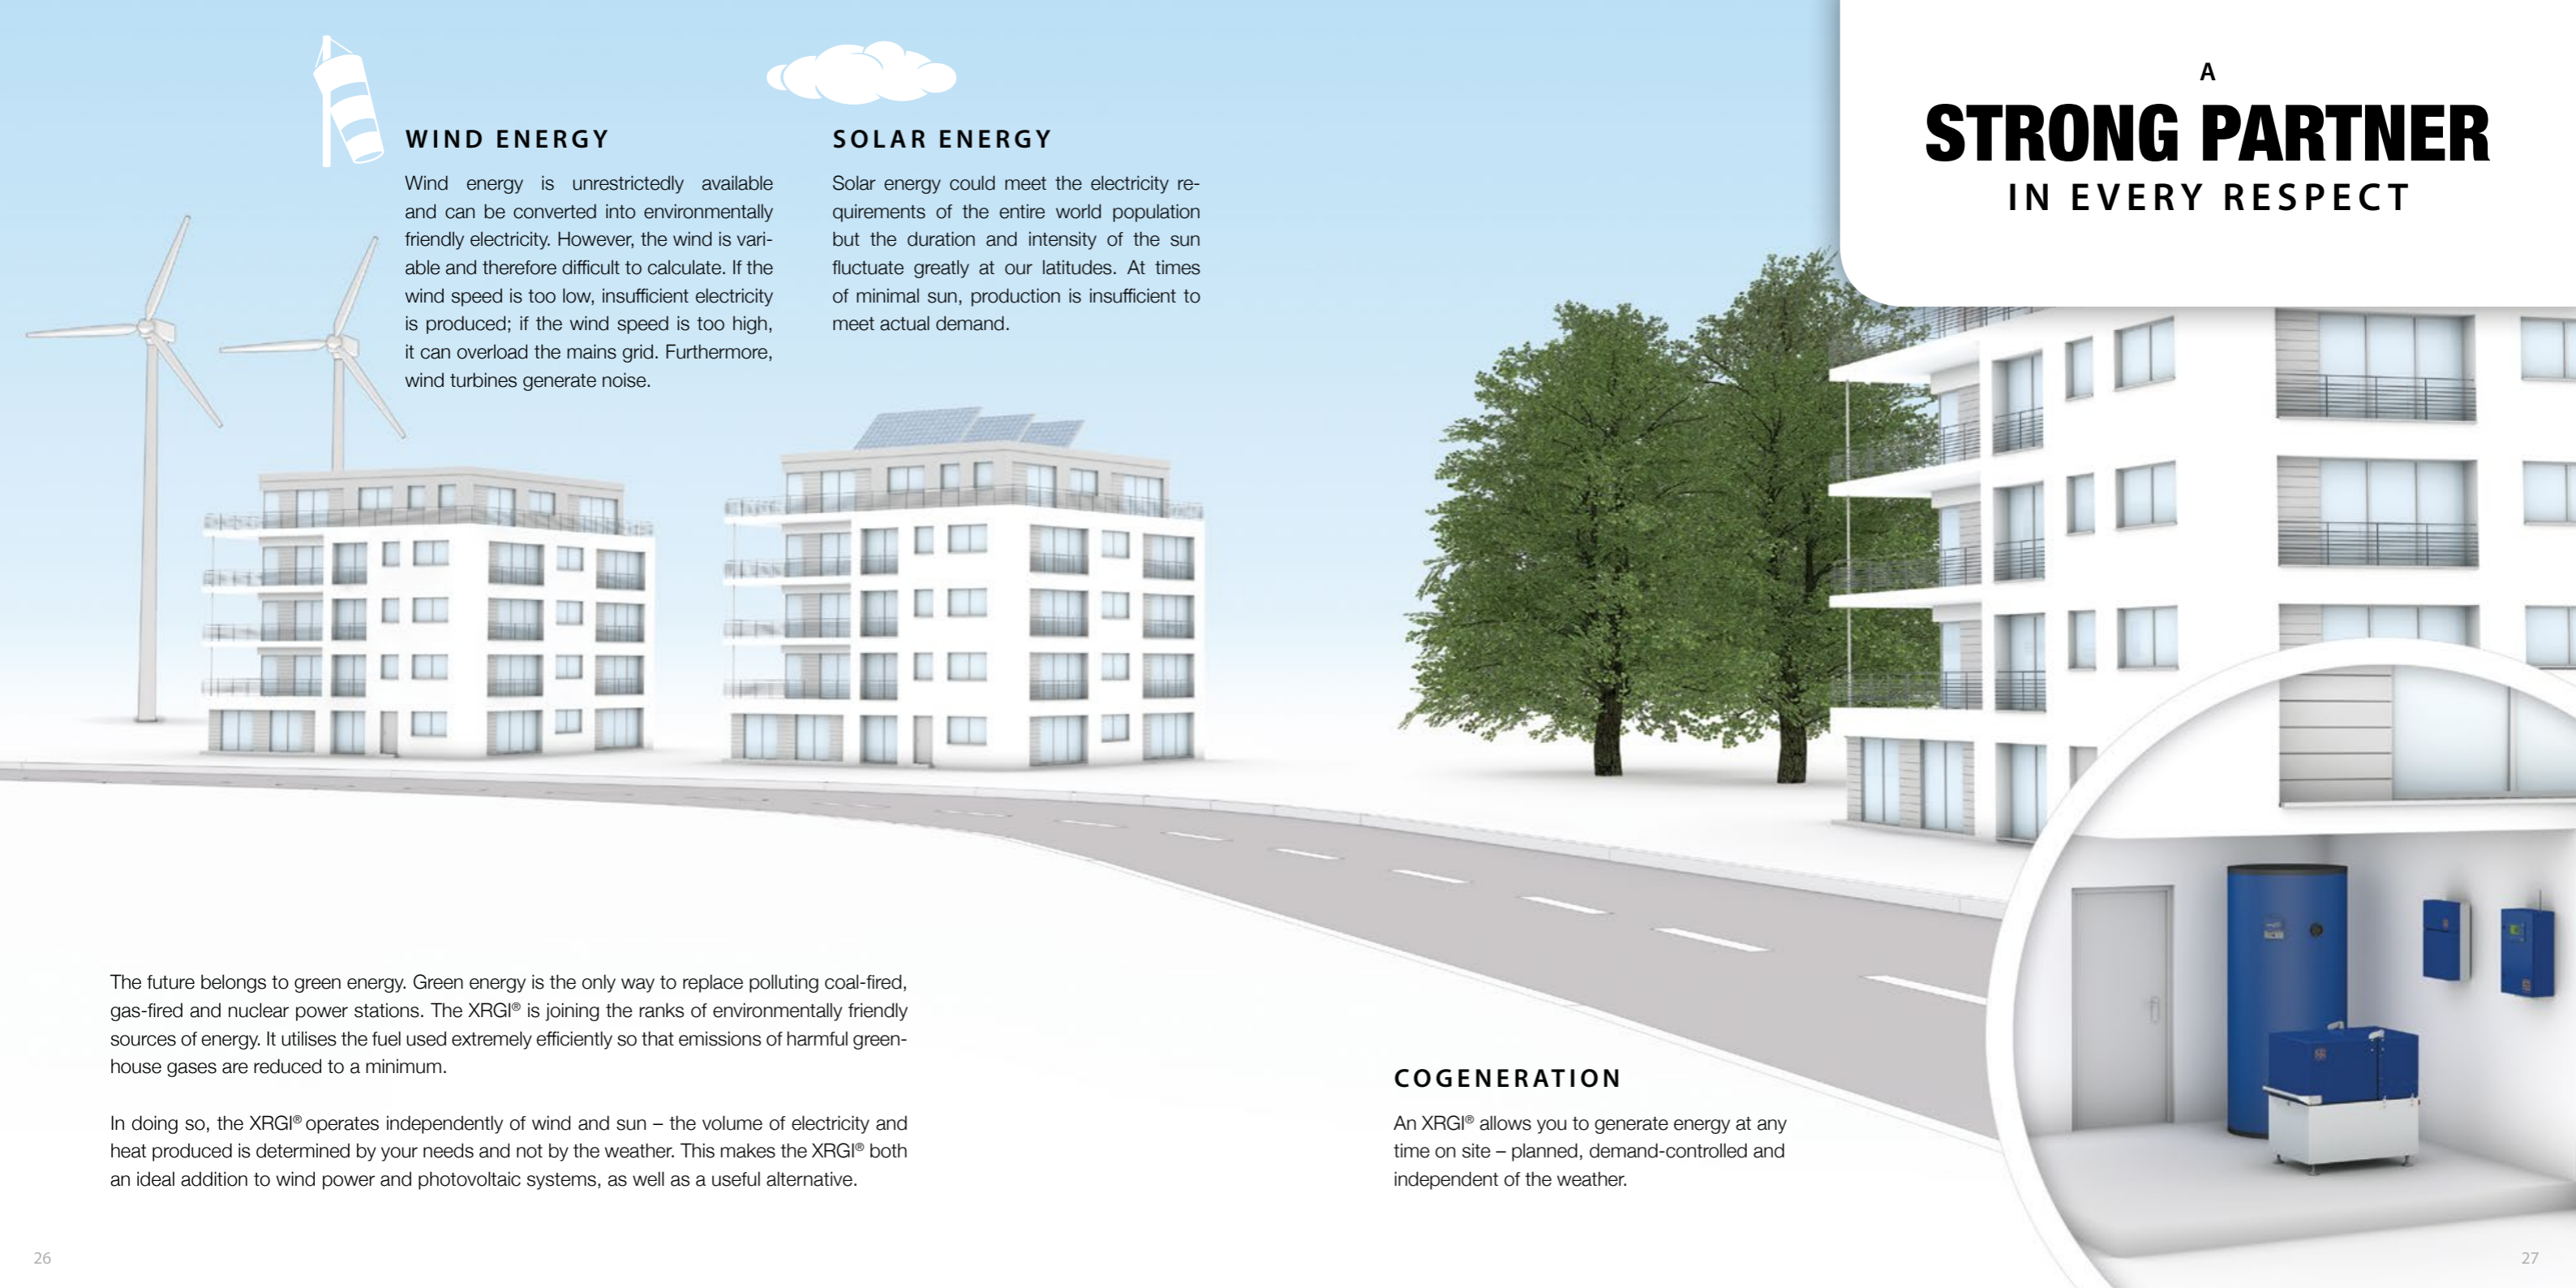 WIND ENERGY
Wind energy is unrestrictedly available
and can be converted into environmentally
friendly electricity. However, the wind is vari-
able and therefore difficult to calculate. If the
wind speed is too low, insufficient electricity
is produced; if the wind speed is too high,
it can overload the mains grid. Furthermore,
wind turbines generate noise.
SOLAR ENERGY
Solar energy could meet the electricity re-
quirements of the entire world population
but the duration and intensity of the sun
fluctuate greatly at our latitudes. At times
of minimal sun, production is insufficient to
meet actual demand.
A
STRONG PARTNER
IN EVERY RESPECT
The future belongs to green energy. Green energy is the only way to replace polluting coal-fired,
gas-fired and nuclear power stations. The XRGI® is joining the ranks of environmentally friendly
sources of energy. It utilises the fuel used extremely efficiently so that emissions of harmful green-
house gases are reduced to a minimum.
In doing so, the XRGI® operates independently of wind and sun – the volume of electricity and
heat produced is determined by your needs and not by the weather. This makes the XRGI® both
an ideal addition to wind power and photovoltaic systems, as well as a useful alternative.
COGENERATION
An XRGI® allows you to generate energy at any
time on site – planned, demand-controlled and
independent of the weather.
26
27